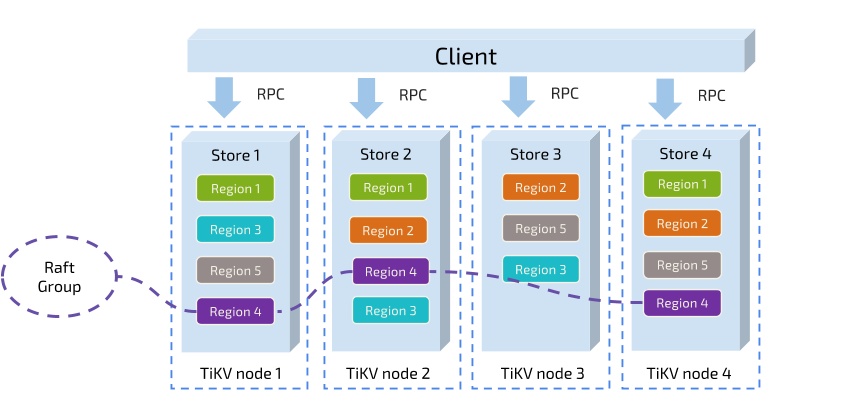 Client
RPC
RPC
RPC
RPC
Store 1
Region 1
Region 3
Region 5
Region 4
TiKV node 1
Store 2
Region 1
Region 2
Region 4
Region 3
TiKV node 2
Store 3
Region 2
Region 5
Region 3
TiKV node 3
Store 4
Region 1
Region 2
Region 5
Region 4
TiKV node 4
Raft
Group